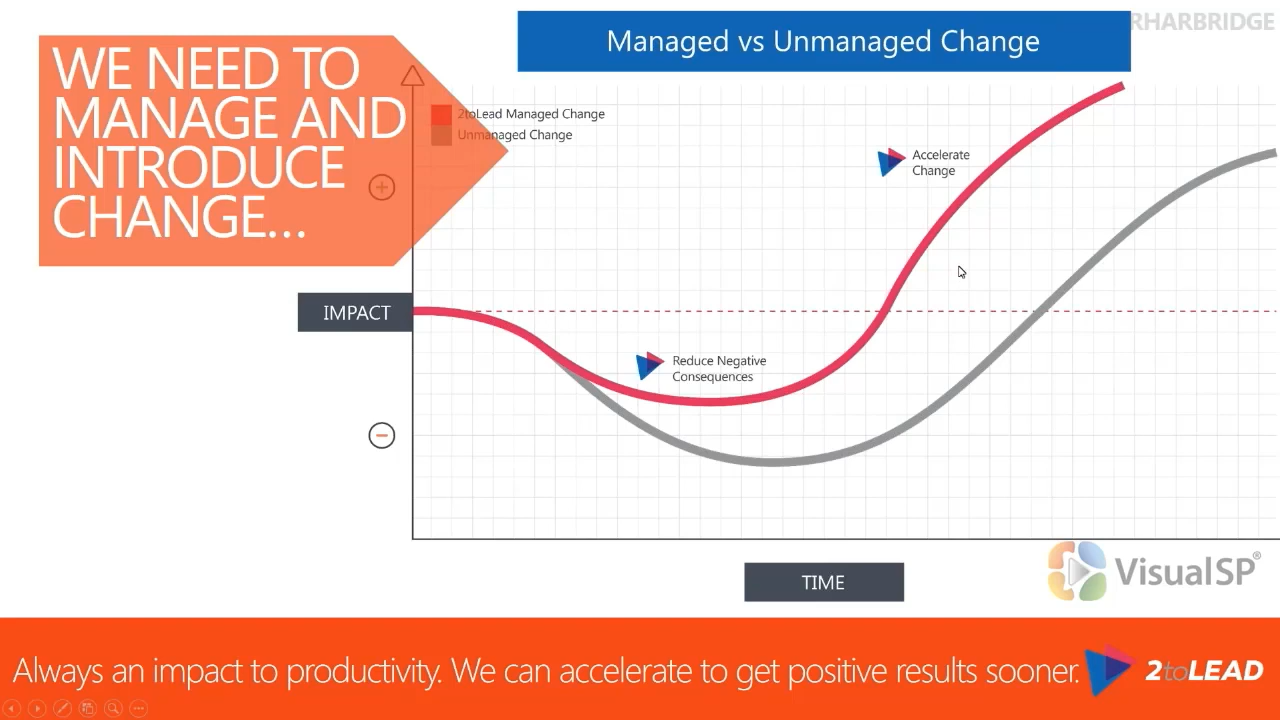 RHARBRIDGE
Managed vs Unmanaged Change
WE NEED TO
MANAGE AND
INTRODUCE
CHANGE...
2toLead Managed Change
Unmanaged Change
Accelerate
Change
IMPACT
Reduce Negative
Consequences
TIME
VisualSP®
Always an impact to productivity. We can accelerate to get positive results sooner.
2toLEAD